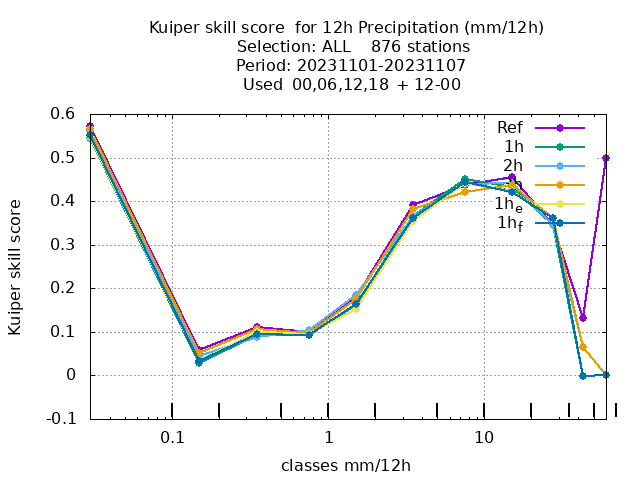 Kuiper skill score  for 12h Precipitation (mm/12h)
Selection: ALL    876 stations
Period: 20231101-20231107
Used  00,06,12,18  + 12-00
0.6
0.5
0.4
0.3
0.2
0.1
0
-0.1
Kuiper skill score
Ref
1h
2h
1h_e
1h_f
0.1
1
10
classes mm/12h